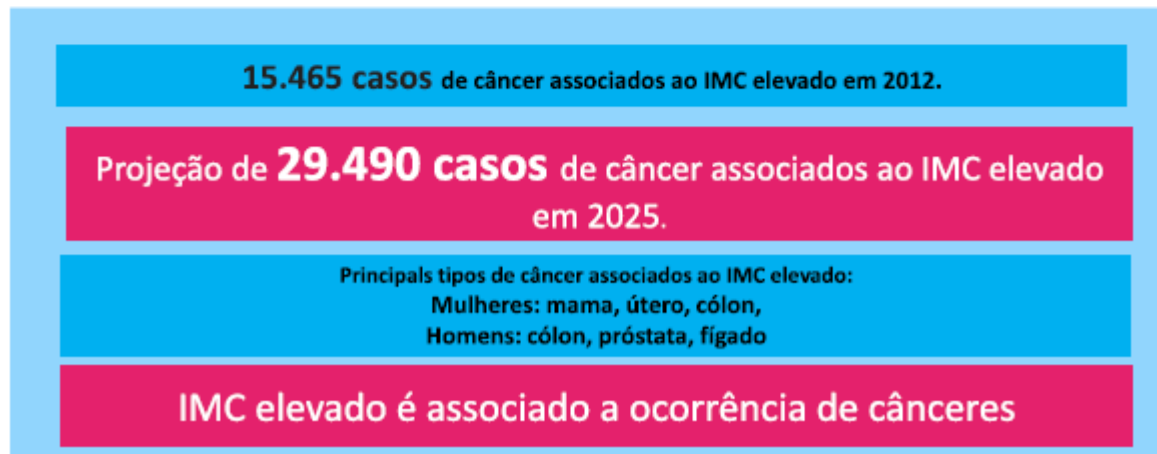 15.465 casos de câncer associados ao IMC elevado em 2012.
Projeção de 29.490 casos de câncer associados ao IMC elevado
em 2025.
Principals tipos de câncer associados ao IMC elevado:
Mulheres: mama, útero, cólon,
Homens: cólon, próstata, fígado
IMC elevado é associado a ocorrência de cânceres